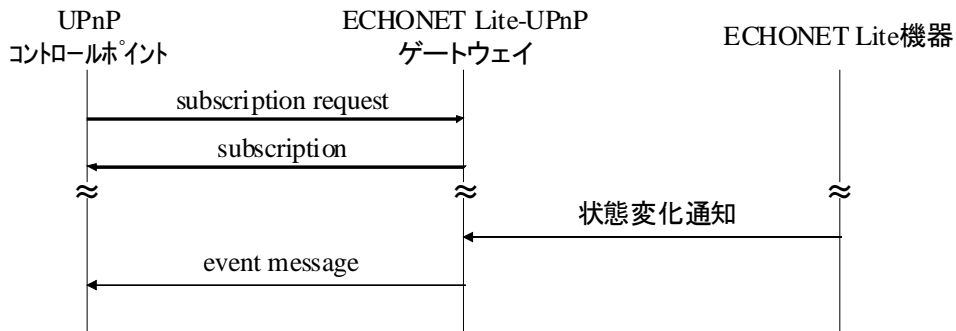 UPnP
コントロールポイント
ECHONET Lite-UPnP
ゲートウェイ
ECHONET Lite機器
subscription request
subscription
≈ ≈ ≈
状態変化通知
event message